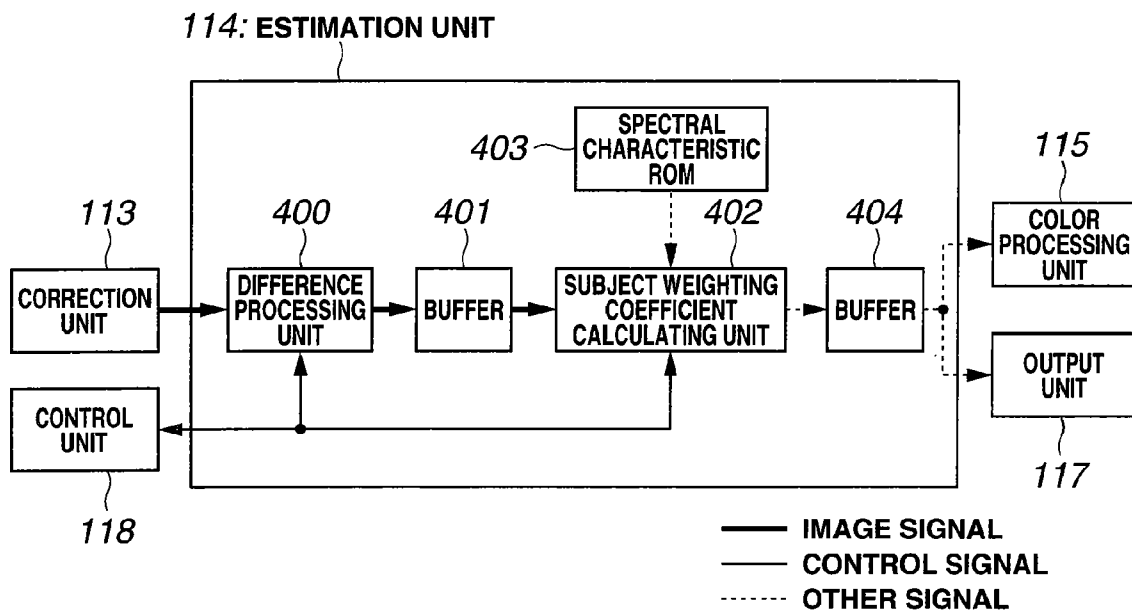 114: ESTIMATION UNIT
403
SPECTRAL
CHARACTERISTIC
ROM
113
400
401
402
404
115
CORRECTION
UNIT
DIFFERENCE
PROCESSING
UNIT
BUFFER
SUBJECT WEIGHTING
COEFFICIENT
CALCULATING UNIT
BUFFER
COLOR
PROCESSING
UNIT
CONTROL
UNIT
OUTPUT
UNIT
118
117
IMAGE SIGNAL
CONTROL SIGNAL
OTHER SIGNAL